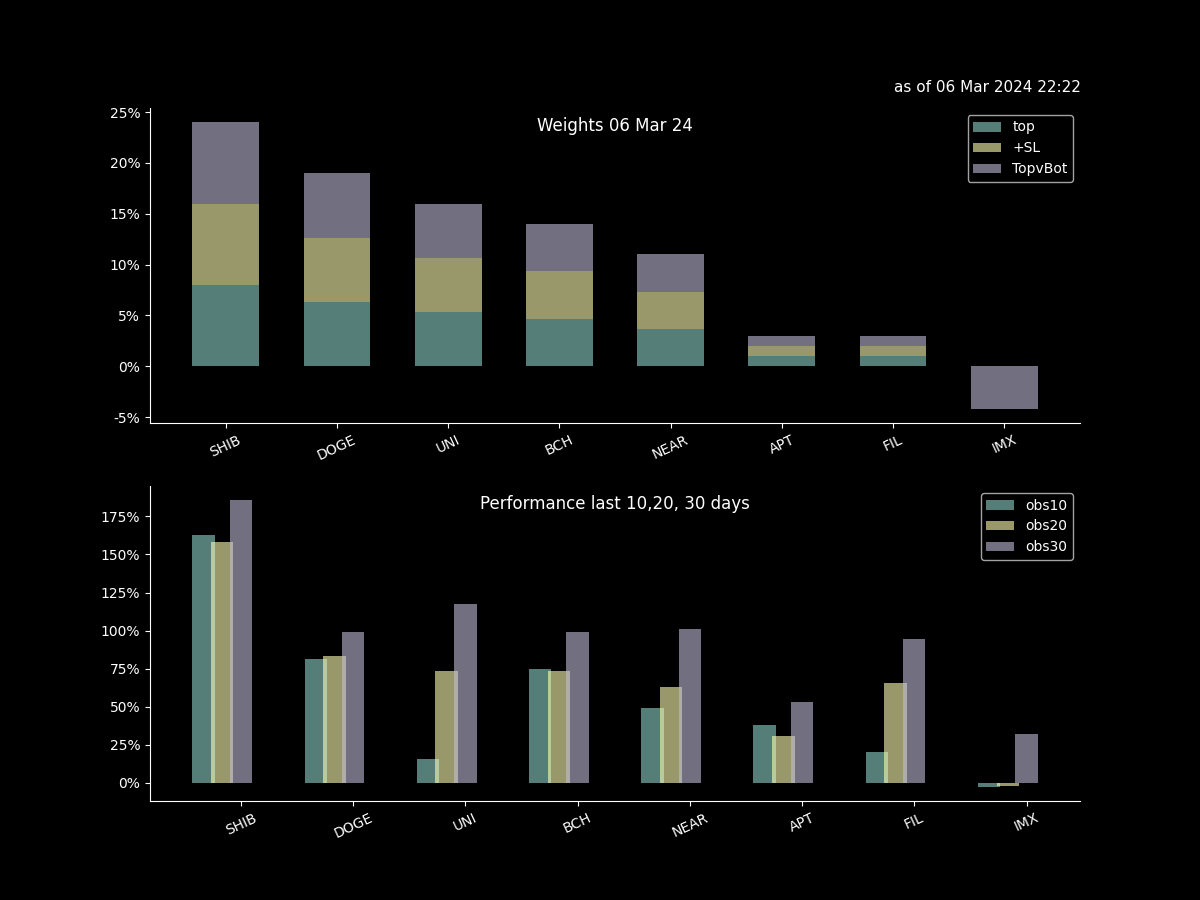 as of 06 Mar 2024 22:22
Weights 06 Mar 24
top
+SL
TopvBot
25%
20%
15%
10%
5%
0%
-5%
SHIB DOGE UNI BCH NEAR APT FIL IMX
Performance last 10,20, 30 days
obs10
obs20
obs30
175%
150%
125%
100%
75%
50%
25%
0%
SHIB DOGE UNI BCH NEAR APT FIL IMX